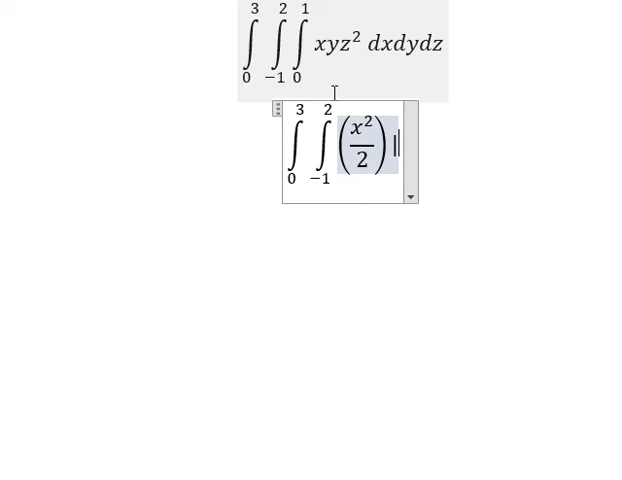 ∫₀³ ∫₋₁² ∫₀¹ xyz² dxdydz
∫₀³ ∫₋₁² (x²/2) |